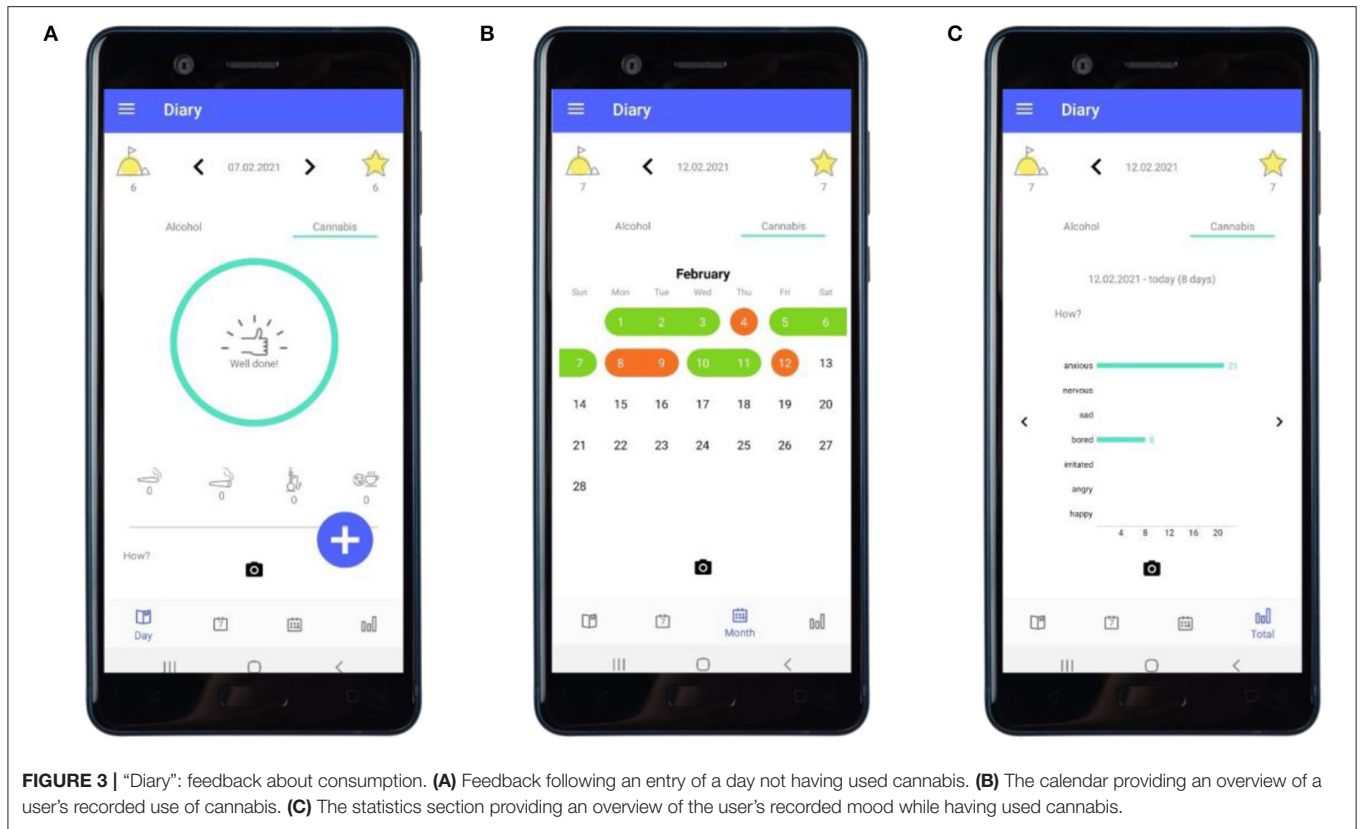 A
Diary
07.02.2021
6
6
Alcohol Cannabis
Well done!
0 0 0 0
How?
Day
7
B
Diary
12.02.2021
7
7
Alcohol Cannabis
February
Sun Mon Tue Wed Thu Fri Sat
1 2 3 4 5 6
7 8 9 10 11 12 13
14 15 16 17 18 19 20
21 22 23 24 25 26 27
28
7
Month
C
Diary
12.02.2021
7
7
Alcohol Cannabis
12.02.2021 - today (8 days)
How?
anxious 21
nervous
sad
bored 8
irritated
angry
happy
4 8 12 16 20
7
Total
FIGURE 3 | "Diary": feedback about consumption. (A) Feedback following an entry of a day not having used cannabis. (B) The calendar providing an overview of a
user's recorded use of cannabis. (C) The statistics section providing an overview of the user's recorded mood while having used cannabis.